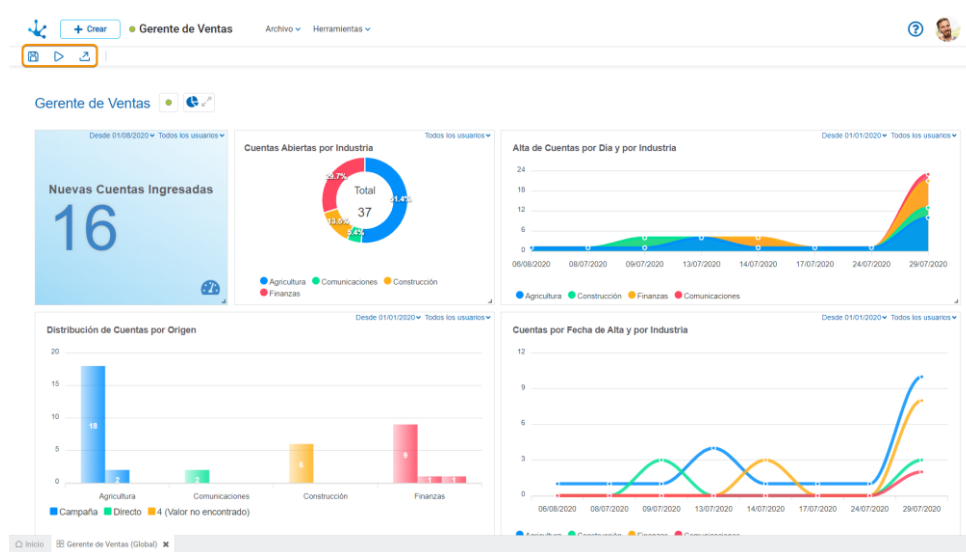 + Crear
Gerente de Ventas
Archivo
Herramientas
Gerente de Ventas
Desde 01/08/2020 Todos los usuarios
Nuevas Cuentas Ingresadas
16
Todos los usuarios
Cuentas Abiertas por Industria
29.7%
51.4%
13.5%
5.4%
Total
37
Agricultura Comunicaciones Construcción
Finanzas
Desde 01/01/2020 Todos los usuarios
Alta de Cuentas por Dia y por Industria
24
18
12
6
0
06/08/2020 08/07/2020 09/07/2020 13/07/2020 14/07/2020 17/07/2020 24/07/2020 29/07/2020
Agricultura Construcción Finanzas Comunicaciones
Desde 01/01/2020 Todos los usuarios
Distribución de Cuentas por Origen
20
15
10
5
0
18
2
2
6
9
1
1
Agricultura Comunicaciones Construcción Finanzas
Campaña Directo 4 (Valor no encontrado)
Desde 01/01/2020 Todos los usuarios
Cuentas por Fecha de Alta y por Industria
12
9
6
3
0
06/08/2020 08/07/2020 09/07/2020 13/07/2020 14/07/2020 17/07/2020 24/07/2020 29/07/2020
Agricultura Construcción Finanzas Comunicaciones
Inicio
Gerente de Ventas (Global)